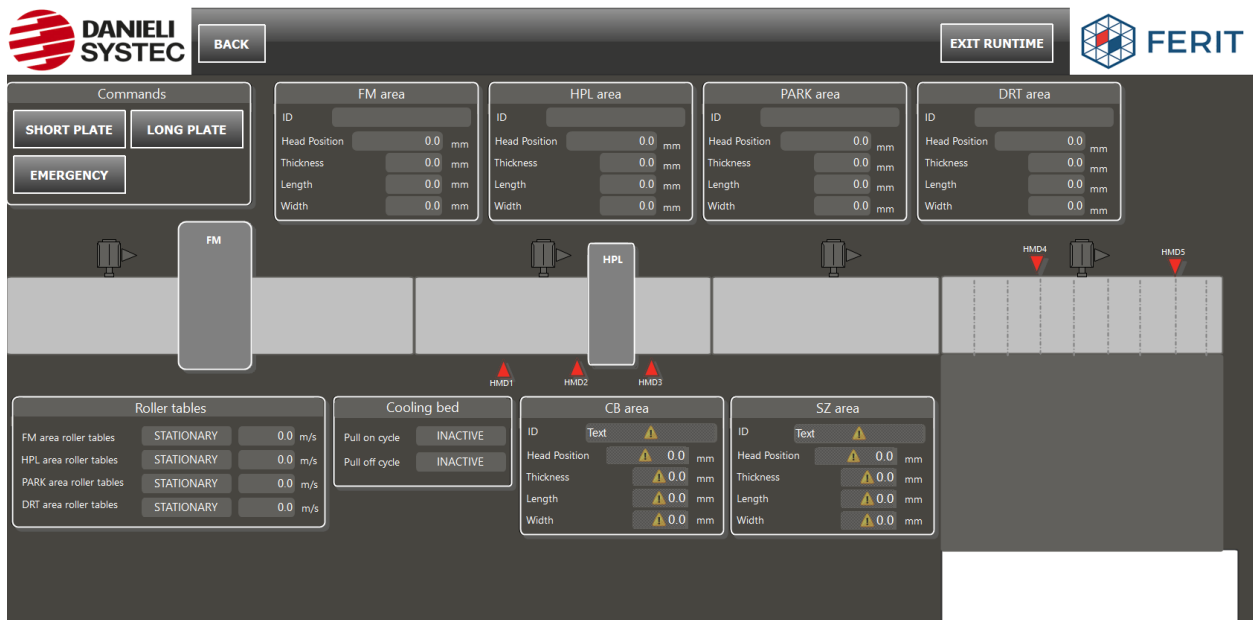 DANIELI
SYSTEC
BACK
EXIT RUNTIME
FERIT
Commands
SHORT PLATE LONG PLATE
EMERGENCY
FM area
ID
Head Position 0.0 mm
Thickness 0.0 mm
Length 0.0 mm
Width 0.0 mm
HPL area
ID
Head Position 0.0 mm
Thickness 0.0 mm
Length 0.0 mm
Width 0.0 mm
PARK area
ID
Head Position 0.0 mm
Thickness 0.0 mm
Length 0.0 mm
Width 0.0 mm
DRT area
ID
Head Position 0.0 mm
Thickness 0.0 mm
Length 0.0 mm
Width 0.0 mm
FM
HPL
HMD4
HMD5
HMD1
HMD2
HMD3
Roller tables
FM area roller tables STATIONARY 0.0 m/s
HPL area roller tables STATIONARY 0.0 m/s
PARK area roller tables STATIONARY 0.0 m/s
DRT area roller tables STATIONARY 0.0 m/s
Cooling bed
Pull on cycle INACTIVE
Pull off cycle INACTIVE
CB area
ID Text
Head Position 0.0 mm
Thickness 0.0 mm
Length 0.0 mm
Width 0.0 mm
SZ area
ID Text
Head Position 0.0 mm
Thickness 0.0 mm
Length 0.0 mm
Width 0.0 mm